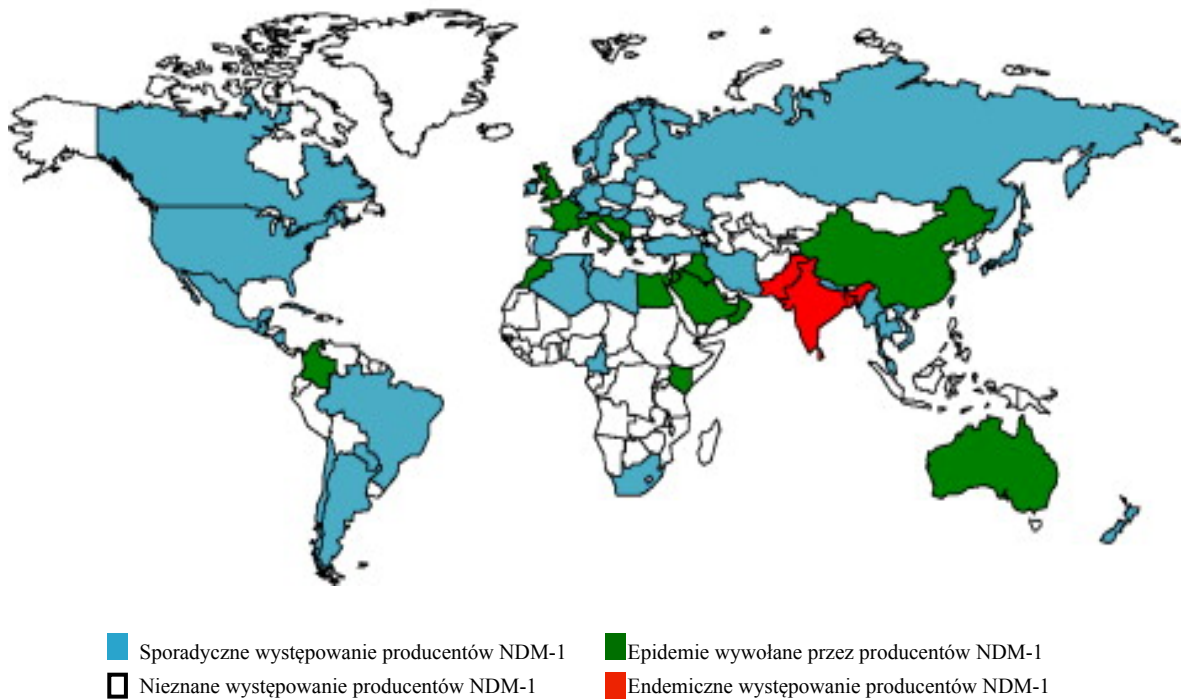 Sporadyczne występowanie producentów NDM-1
Epidemie wywołane przez producentów NDM-1
Nieznane występowanie producentów NDM-1
Endemiczne występowanie producentów NDM-1